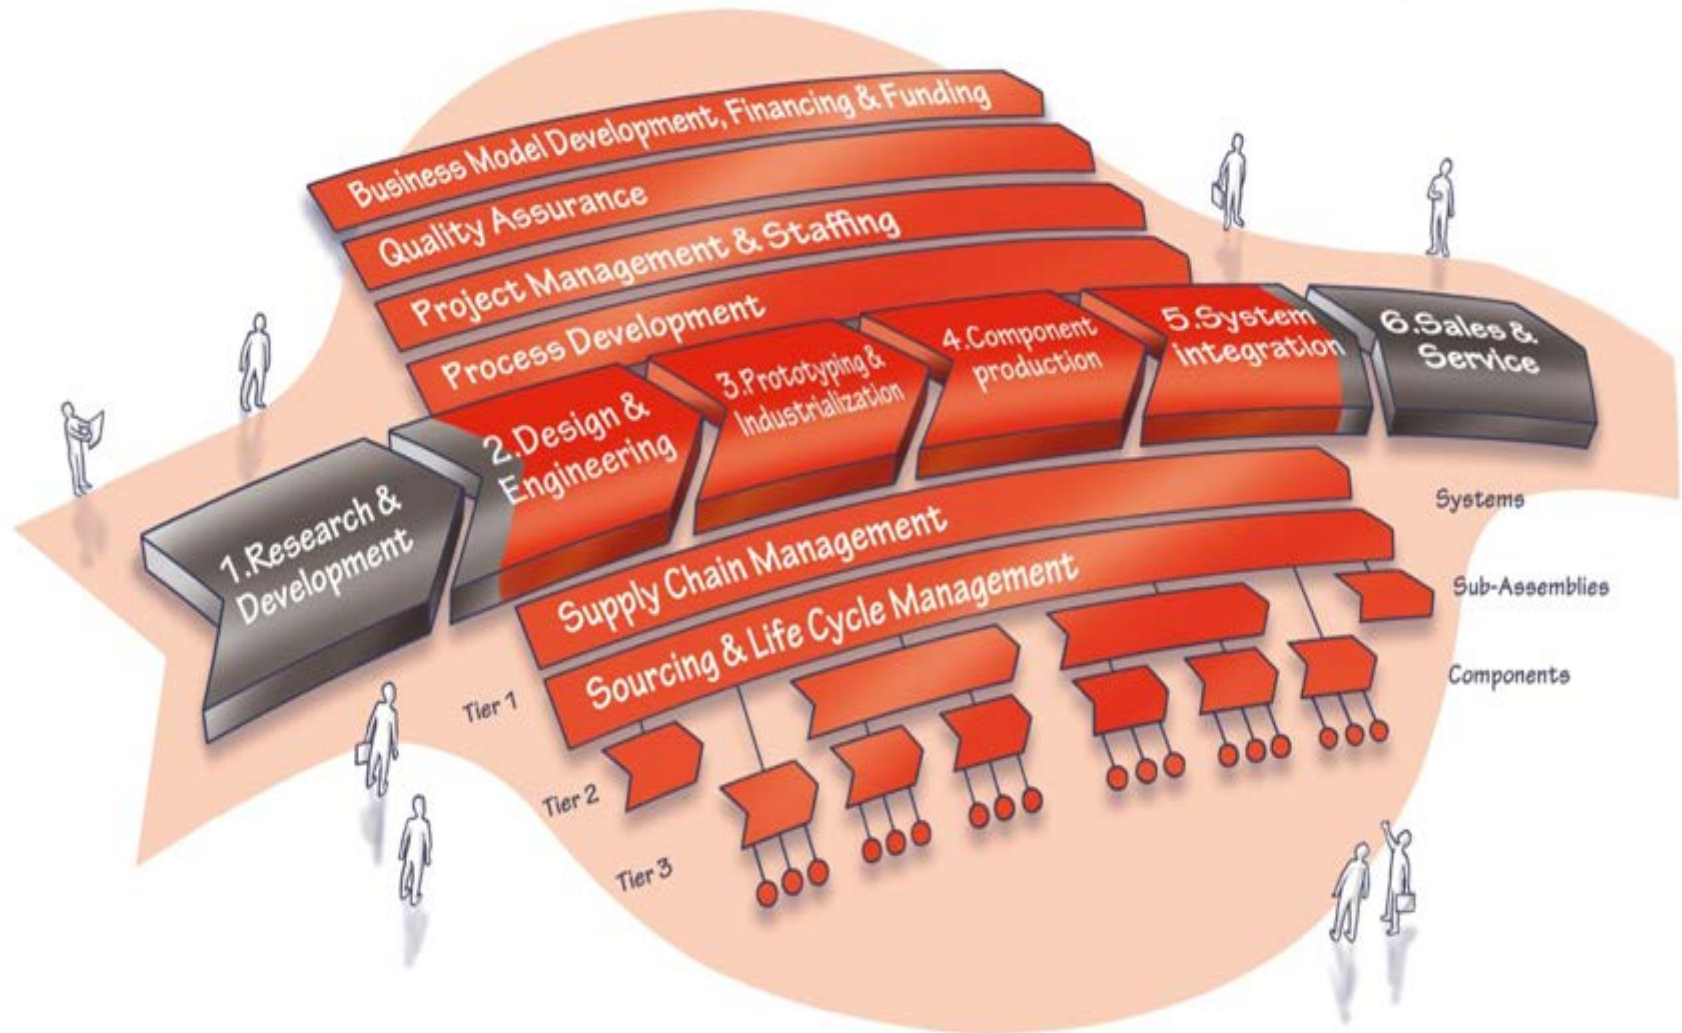 Business Model Development, Financing & Funding
Quality Assurance
Project Management & Staffing
Process Development
1.Research &
Development
2.Design &
Engineering
3.Prototyping &
Industrialization
4.Component
production
5.System
integration
6.Sales &
Service
Supply Chain Management
Sourcing & Life Cycle Management
Systems
Sub-Assemblies
Components
Tier 1
Tier 2
Tier 3